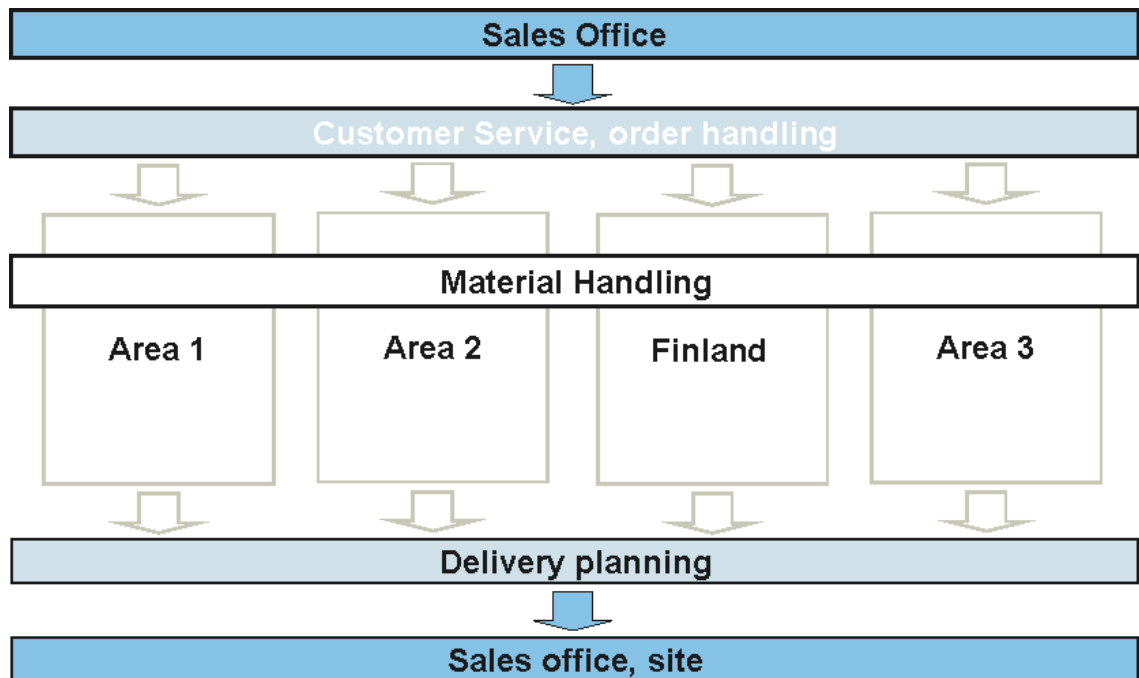 Sales Office
Customer Service, order handling
Material Handling
Area 1
Area 2
Finland
Area 3
Delivery planning
Sales office, site